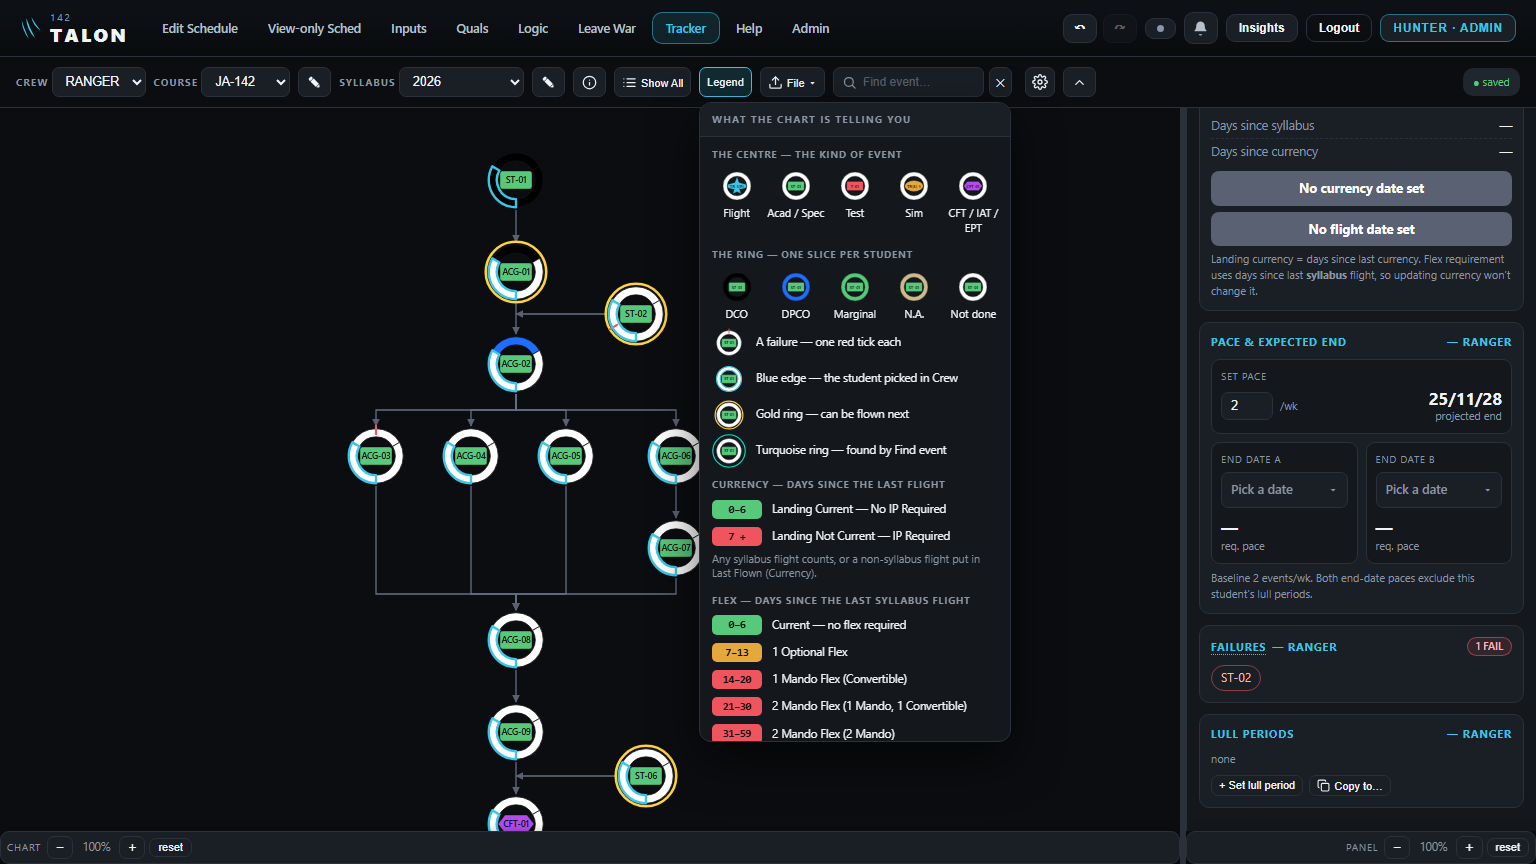 142
TALON
Edit Schedule
View-only Sched
Inputs
Quals
Logic
Leave War
Tracker
Help
Admin
Insights
Logout
HUNTER · ADMIN
CREW
RANGER
COURSE
JA-142
SYLLABUS
2026
Show All
Legend
File
Find event...
saved
ST-01
ACG-01
ST-02
ACG-02
ACG-03
ACG-04
ACG-05
ACG-06
ACG-07
ACG-08
ACG-09
ST-06
CFT-01
WHAT THE CHART IS TELLING YOU
THE CENTRE — THE KIND OF EVENT
Flight
Acad / Spec
Test
Sim
CFT / IAT /
EPT
THE RING — ONE SLICE PER STUDENT
DCO
DPCO
Marginal
N.A.
Not done
A failure — one red tick each
Blue edge — the student picked in Crew
Gold ring — can be flown next
Turquoise ring — found by Find event
CURRENCY — DAYS SINCE THE LAST FLIGHT
0–6 Landing Current — No IP Required
7 + Landing Not Current — IP Required
Any syllabus flight counts, or a non-syllabus flight put in
Last Flown (Currency).
FLEX — DAYS SINCE THE LAST SYLLABUS FLIGHT
0–6 Current — no flex required
7–13 1 Optional Flex
14–20 1 Mando Flex (Convertible)
21–30 2 Mando Flex (1 Mando, 1 Convertible)
31–59 2 Mando Flex (2 Mando)
Days since syllabus —
Days since currency —
No currency date set
No flight date set
Landing currency = days since last currency. Flex requirement
uses days since last syllabus flight, so updating currency won't
change it.
PACE & EXPECTED END — RANGER
SET PACE
2 /wk
25/11/28
projected end
END DATE A
Pick a date
—
req. pace
END DATE B
Pick a date
—
req. pace
Baseline 2 events/wk. Both end-date paces exclude this
student's lull periods.
FAILURES — RANGER
1 FAIL
ST-02
LULL PERIODS — RANGER
none
+ Set lull period
Copy to...
CHART − 100% + reset
PANEL − 100% + reset